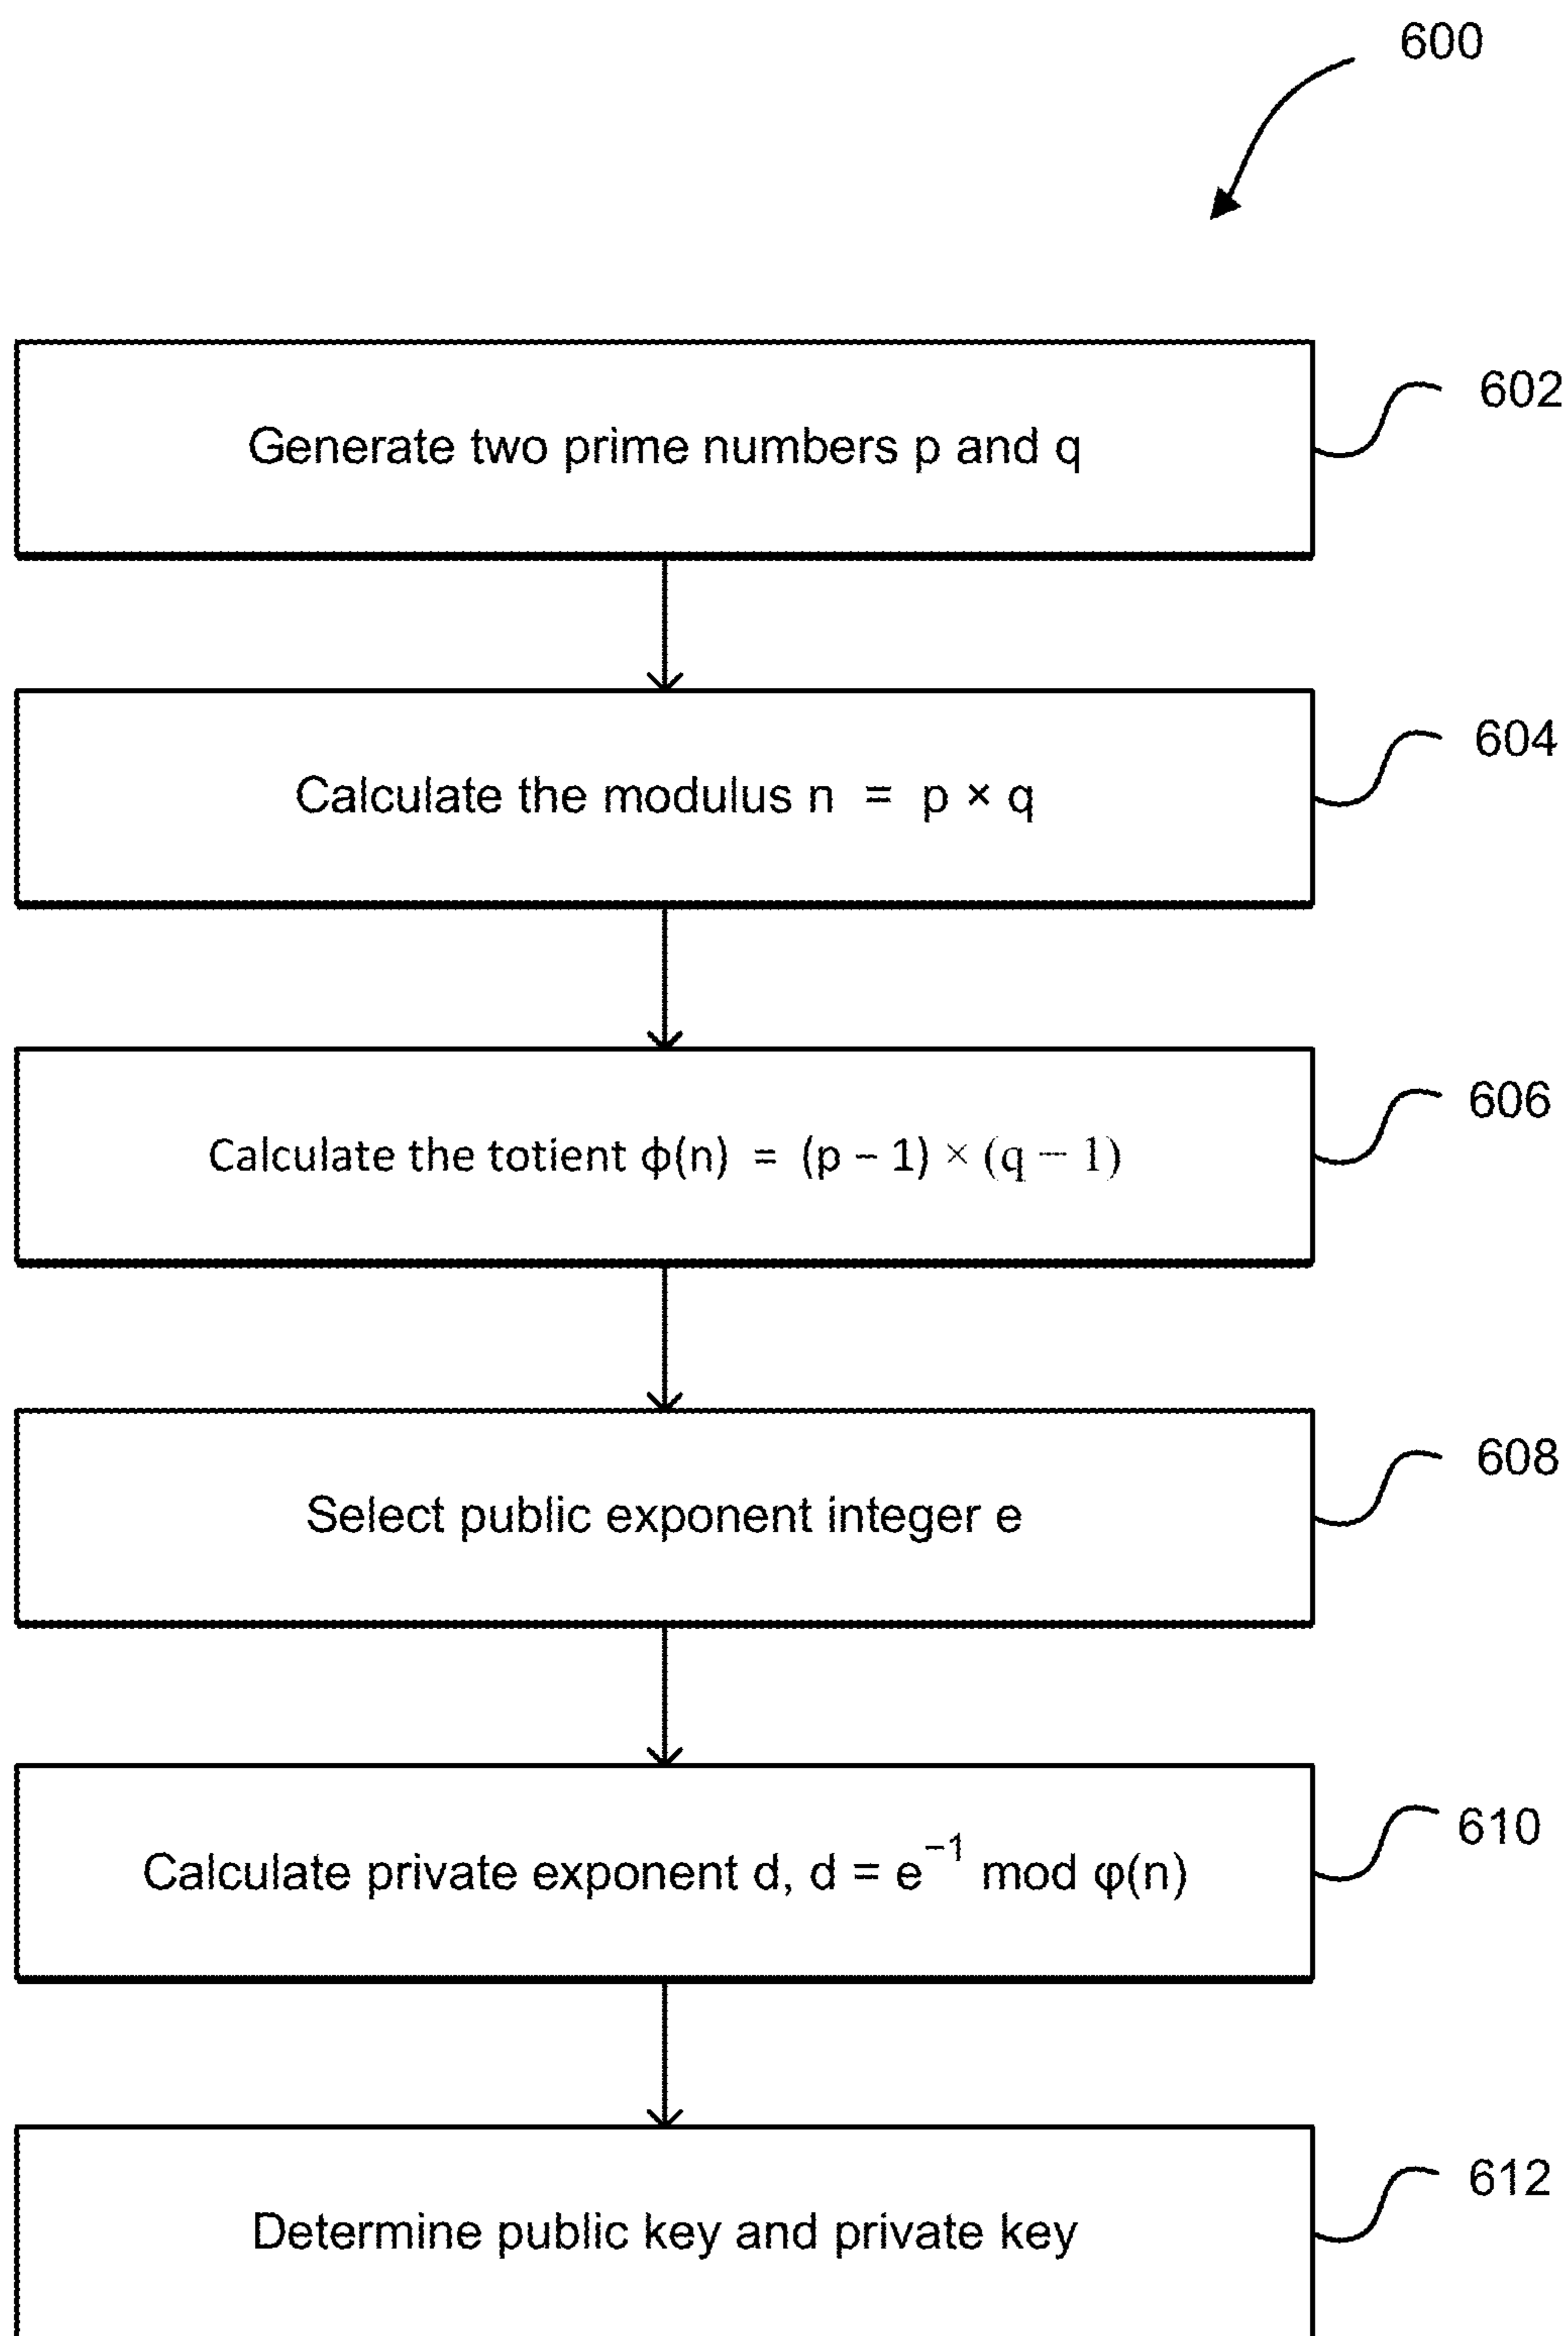 600
Generate two prime numbers p and q
602
Calculate the modulus n = p × q
604
Calculate the totient ϕ(n) = (p – 1) × (q – 1)
606
Select public exponent integer e
608
Calculate private exponent d, d = e⁻¹ mod φ(n)
610
Determine public key and private key
612